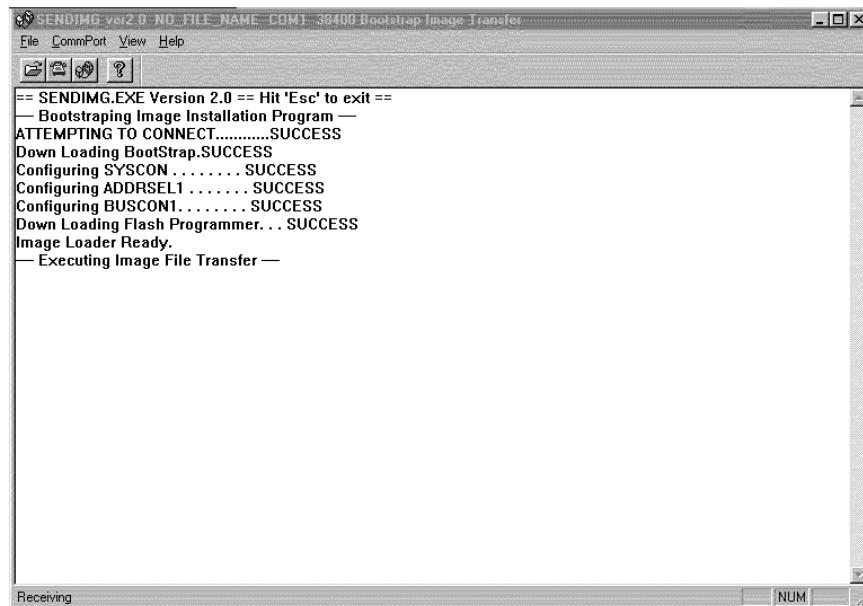 SENDIMG_ver2.0 NO_FILE_NAME COM1 38400 Bootstrap Image Transfer
File CommPort View Help
== SENDIMG.EXE Version 2.0 == Hit 'Esc' to exit ==
— Bootstraping Image Installation Program —
ATTEMPTING TO CONNECT............SUCCESS
Down Loading BootStrap.SUCCESS
Configuring SYSCON . . . . . . . . SUCCESS
Configuring ADDRSEL1 . . . . . . . SUCCESS
Configuring BUSCON1. . . . . . . . SUCCESS
Down Loading Flash Programmer. . . SUCCESS
Image Loader Ready.
— Executing Image File Transfer —
Receiving
NUM